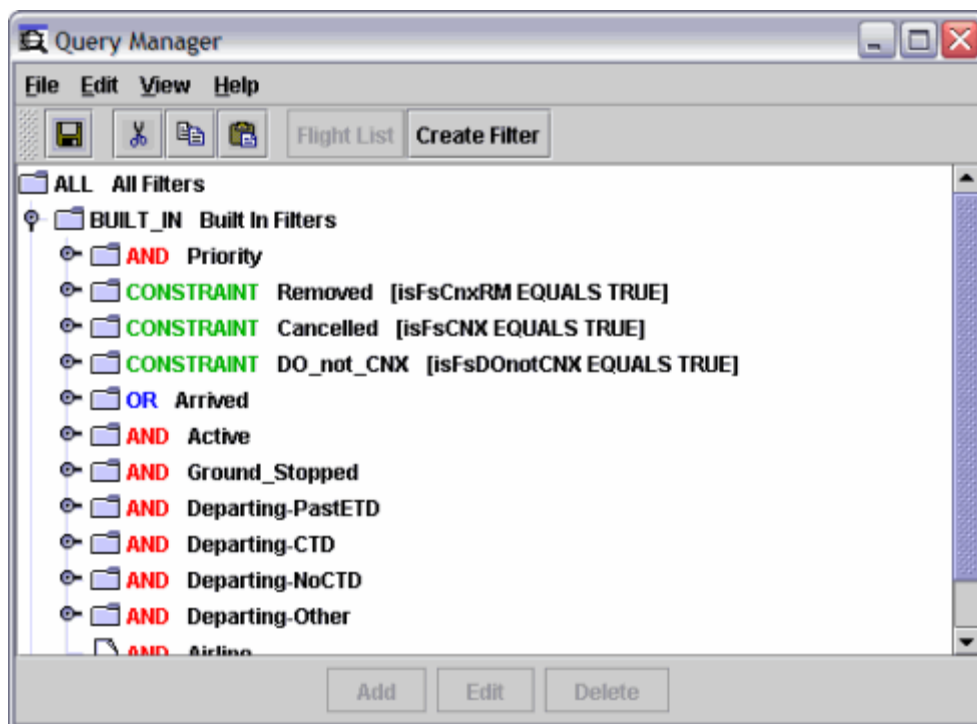 Query Manager
File Edit View Help
Flight List Create Filter
ALL All Filters
BUILT_IN Built In Filters
AND Priority
CONSTRAINT Removed [isFsCnxRM EQUALS TRUE]
CONSTRAINT Cancelled [isFsCNX EQUALS TRUE]
CONSTRAINT DO_not_CNX [isFsDOnotCNX EQUALS TRUE]
OR Arrived
AND Active
AND Ground_Stopped
AND Departing-PastETD
AND Departing-CTD
AND Departing-NoCTD
AND Departing-Other
AND Airline
Add Edit Delete